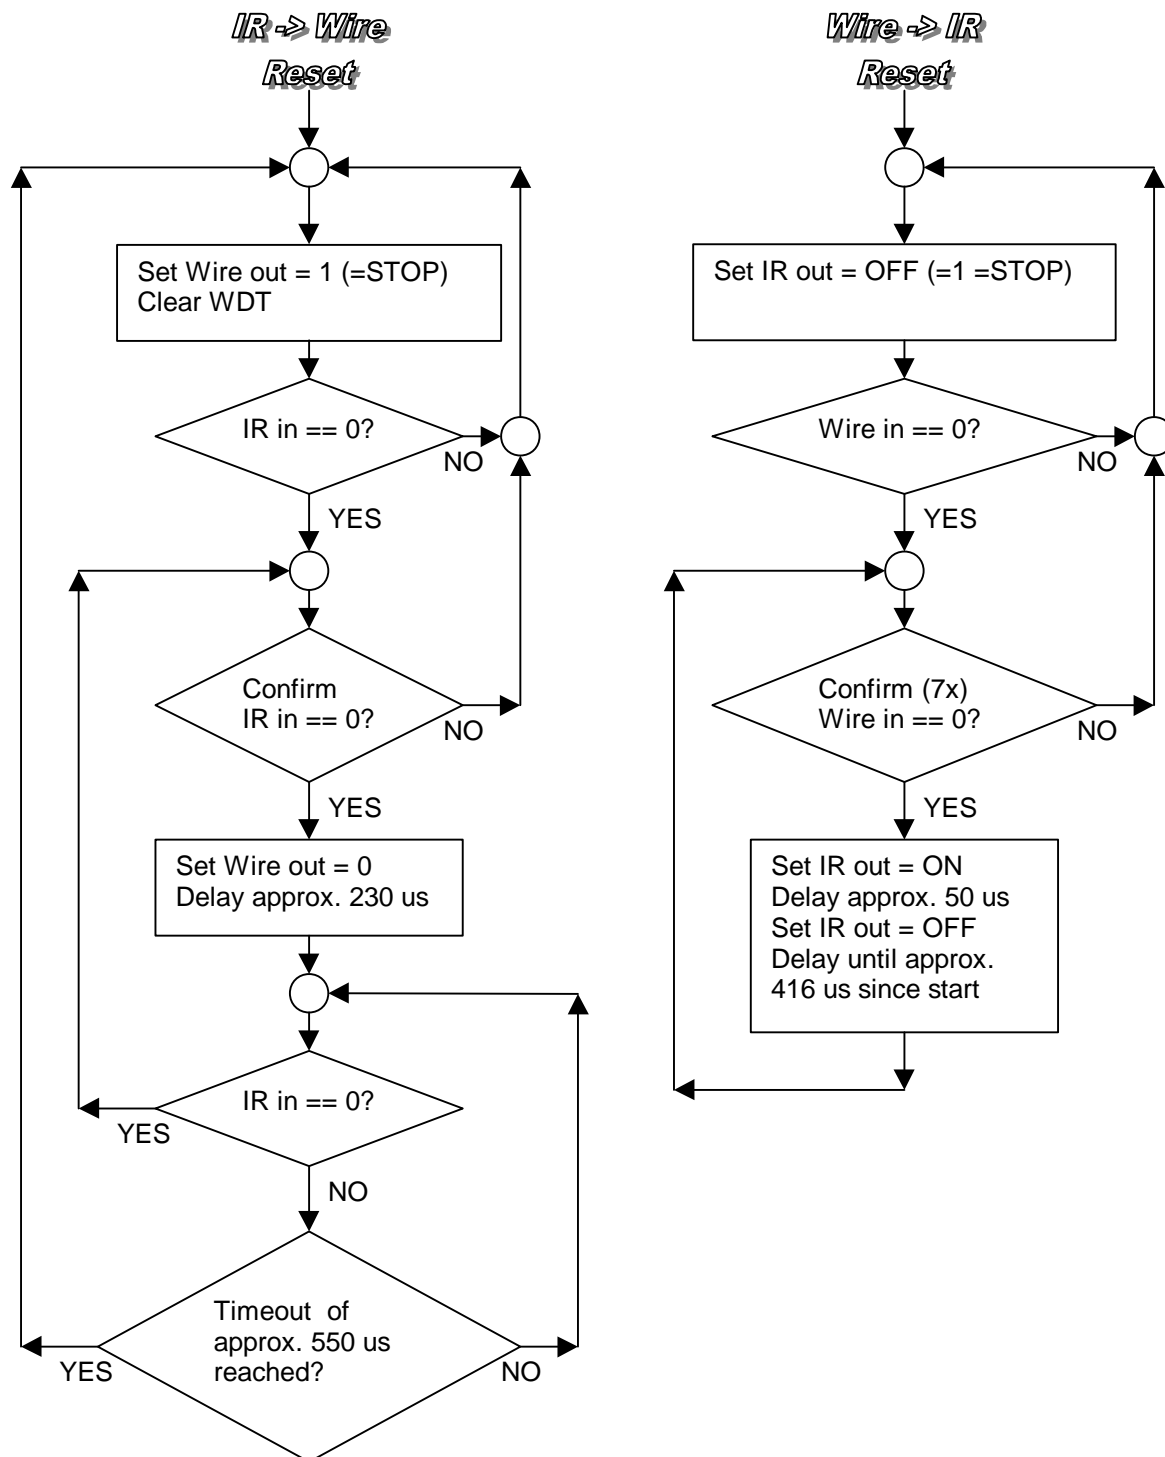 IR -> Wire
Reset
Set Wire out = 1 (=STOP)
Clear WDT
IR in == 0?
NO
YES
Confirm
IR in == 0?
NO
YES
Set Wire out = 0
Delay approx. 230 us
IR in == 0?
YES
NO
Timeout of
approx. 550 us
reached?
YES
NO
Wire -> IR
Reset
Set IR out = OFF (=1 =STOP)
Wire in == 0?
NO
YES
Confirm (7x)
Wire in == 0?
NO
YES
Set IR out = ON
Delay approx. 50 us
Set IR out = OFF
Delay until approx.
416 us since start